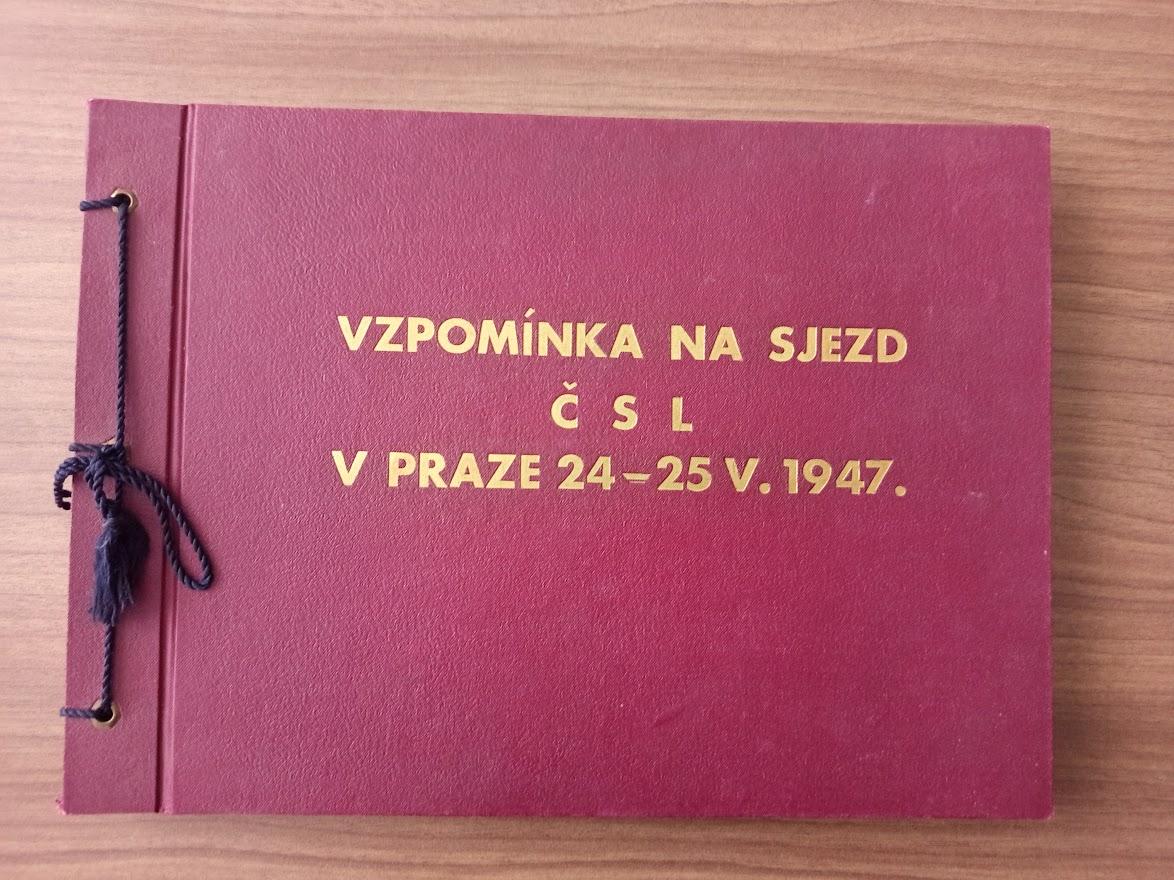 VZPOMÍNKA NA SJEZD
Č S L
V PRAZE 24–25 V. 1947.